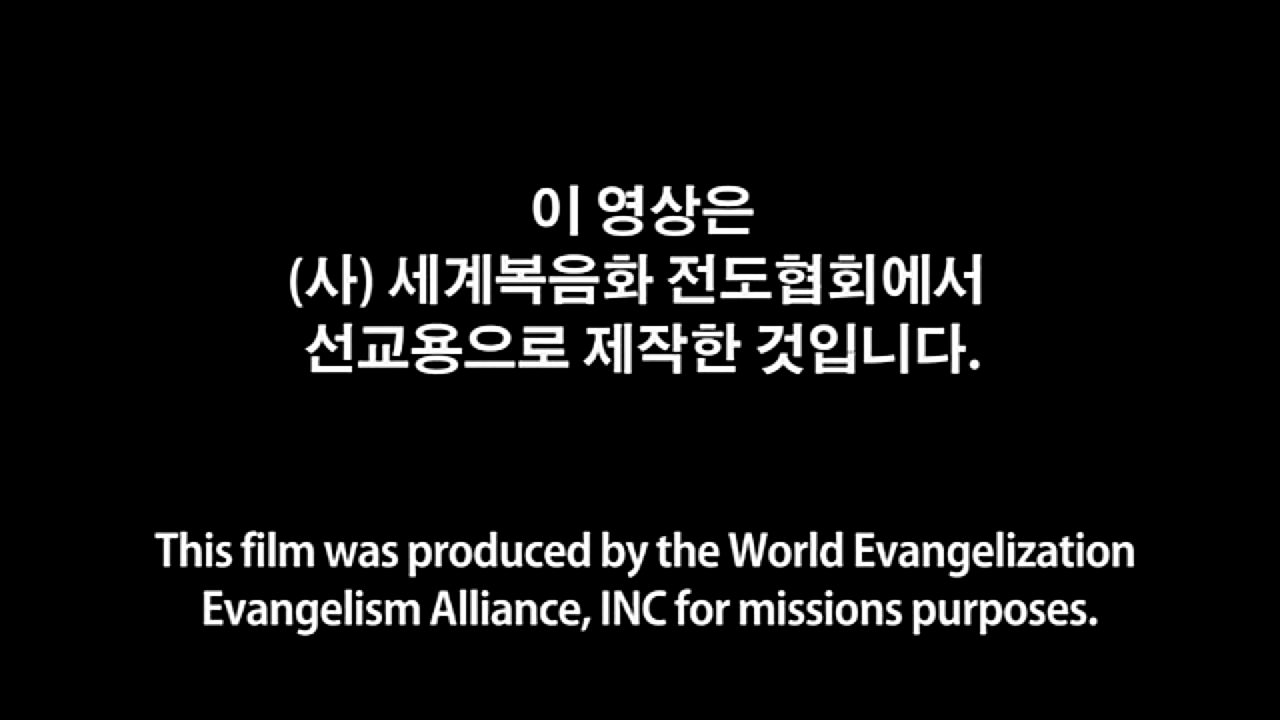 이 영상은
(사) 세계복음화 전도협회에서
선교용으로 제작한 것입니다.
This film was produced by the World Evangelization
Evangelism Alliance, INC for missions purposes.